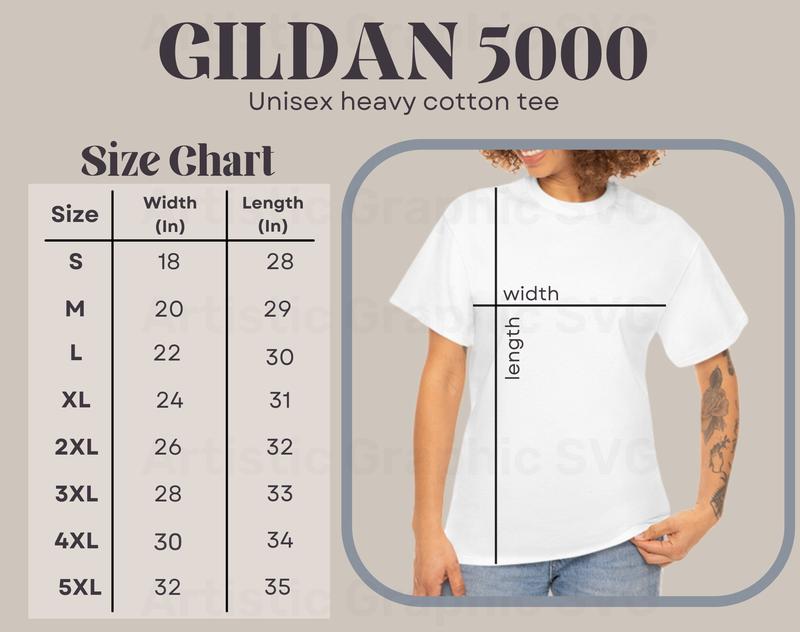 GILDAN 5000
Unisex heavy cotton tee
Size Chart
Size Width (In) Length (In)
S 18 28
M 20 29
L 22 30
XL 24 31
2XL 26 32
3XL 28 33
4XL 30 34
5XL 32 35
width
length
Artistic Graphic SVG
Artistic Graphic SVG
Artistic Graphic SVG
Artistic Graphic SVG
Artistic Graphic SVG